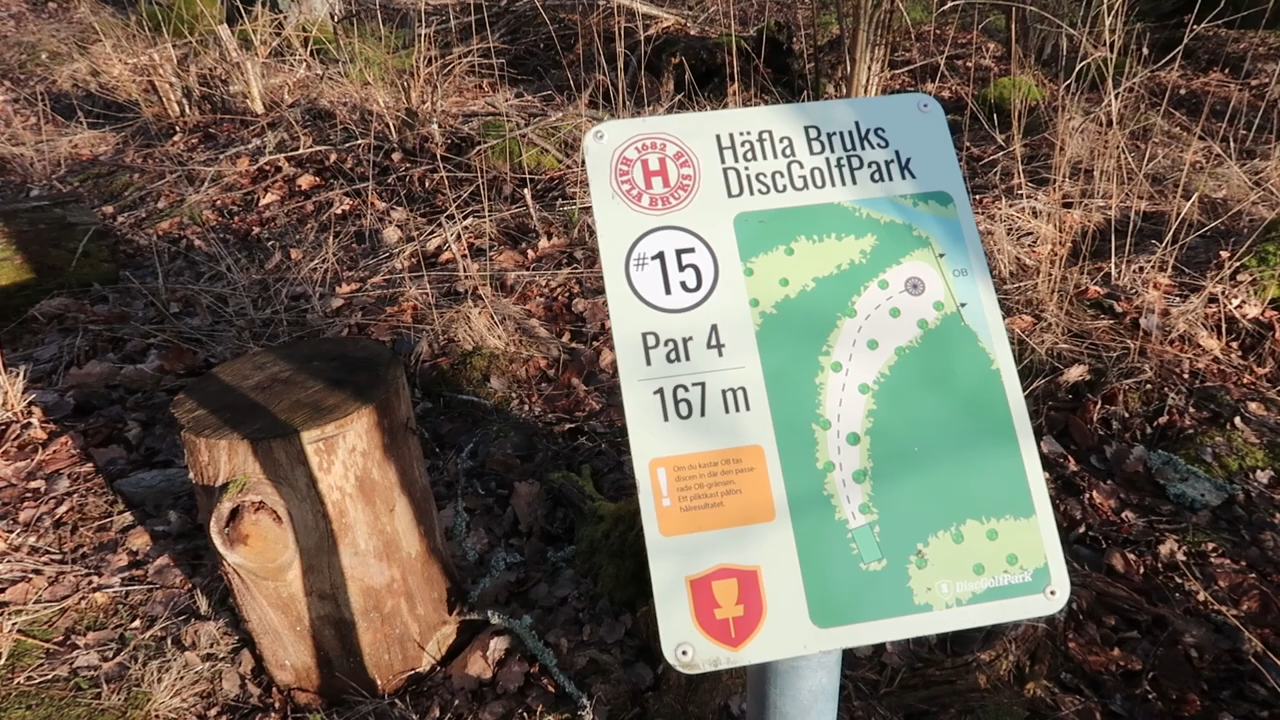 1682
H
HÄFLA BRUKS AB
Häfla Bruks
DiscGolfPark
#15
Par 4
167 m
OB
!
Om du kastar OB tas
discen in där den passe-
rade OB-gränsen.
Ett pliktkast påförs
hålresultatet.
DiscGolfPark